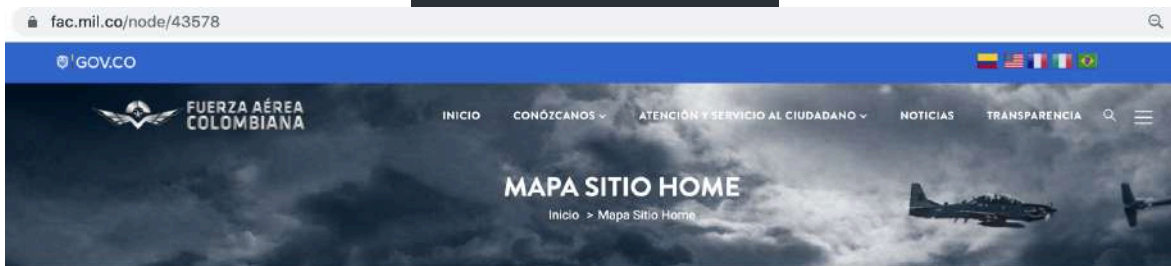 fac.mil.co/node/43578
GOV.CO
FUERZA AÉREA
COLOMBIANA
INICIO CONÓZCANOS ATENCIÓN Y SERVICIO AL CIUDADANO NOTICIAS TRANSPARENCIA
MAPA SITIO HOME
Inicio > Mapa Sitio Home